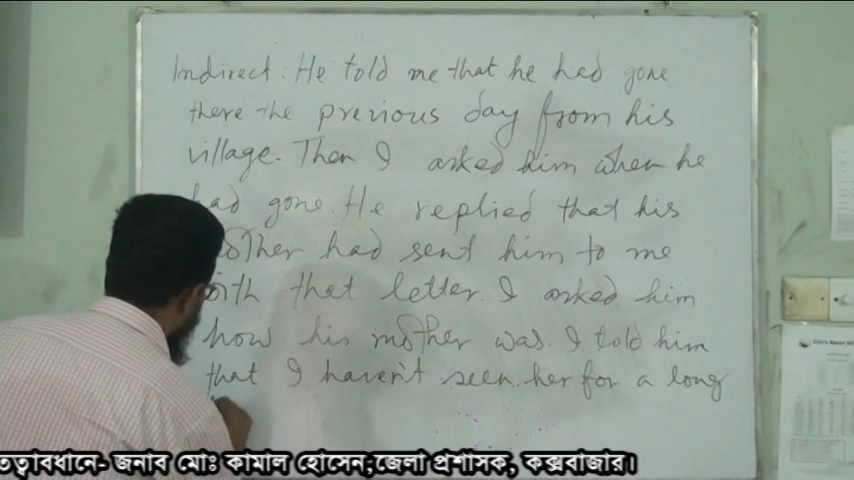 Indirect: He told me that he had gone
there the previous day from his
village. Then I asked him when he
had gone. He replied that his
mother had sent him to me
with that letter. I asked him
how his mother was. I told him
that I haven't seen her for a long
তত্বাবধানে- জনাব মোঃ কামাল হোসেন;জেলা প্রশাসক, কক্সবাজার।